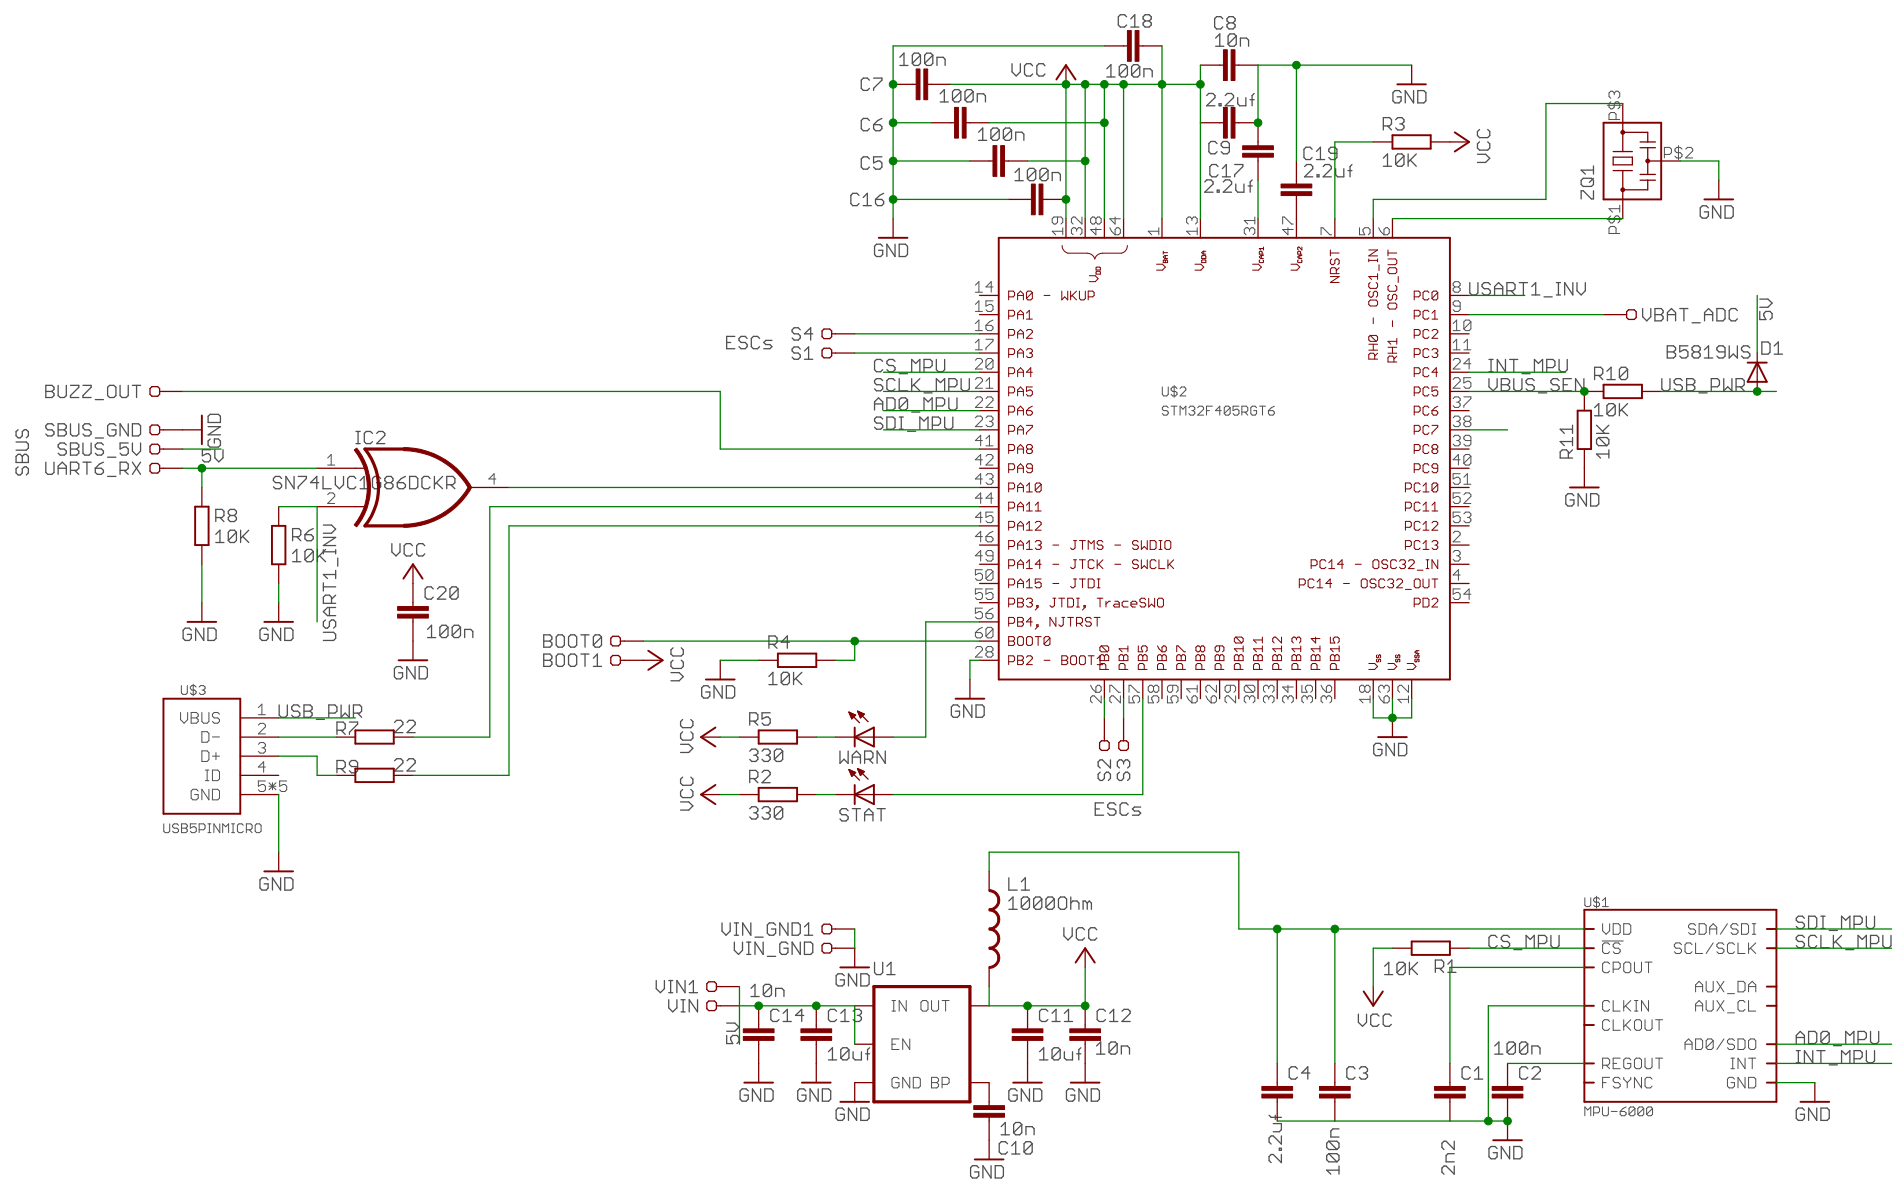 C18
100n
C8
10n
VCC
C7
100n
C6
100n
C5
100n
C16
100n
GND
2.2uf
C9
C17
2.2uf
C19
2.2uf
GND
R3
10K
VCC
P$3
P$2
P$1
ZQ1
GND
19
32
48
64
1
13
31
47
7
5
6
VDD
VBAT
VDDA
VCAP1
VCAP2
NRST
RH0 - OSC1_IN
RH1 - OSC_OUT
U$2
STM32F405RGT6
14 PA0 - WKUP
15 PA1
16 PA2
17 PA3
20 PA4
21 PA5
22 PA6
23 PA7
41 PA8
42 PA9
43 PA10
44 PA11
45 PA12
46 PA13 - JTMS - SWDIO
49 PA14 - JTCK - SWCLK
50 PA15 - JTDI
55 PB3, JTDI, TraceSWO
56 PB4, NJTRST
60 BOOT0
28 PB2 - BOOT1
PC0 8 USART1_INV
PC1 9 VBAT_ADC
PC2 10
PC3 11
PC4 24 INT_MPU
PC5 25 VBUS_SEN
PC6 37
PC7 38
PC8 39
PC9 40
PC10 51
PC11 52
PC12 53
PC13 2
PC14 - OSC32_IN 3
PC14 - OSC32_OUT 4
PD2 54
PB0
PB1
PB5
PB6
PB7
PB8
PB9
PB10
PB11
PB12
PB13
PB14
PB15
VSS
VSS
VSSA
26
27
57
58
59
61
62
29
30
33
34
35
36
18
63
12
GND
S2
S3
ESCs
ESCs
S4
S1
CS_MPU
SCLK_MPU
AD0_MPU
SDI_MPU
5V
B5819WS D1
R10
10K
USB_PWR
R11
10K
GND
BUZZ_OUT
SBUS
SBUS_GND
SBUS_5V
UART6_RX
GND
5V
IC2
SN74LVC1G86DCKR
1
2
4
R8
10K
GND
R6
10K
GND
USART1_INV
VCC
C20
100n
GND
BOOT0
BOOT1
VCC
R4
10K
GND
GND
VCC
R5
330
WARN
VCC
R2
330
STAT
U$3
VBUS 1 USB_PWR
D- 2
D+ 3
ID 4
GND 5*5
USB5PINMICRO
R7 22
R9 22
GND
VIN_GND1
VIN_GND
GND
VIN1
VIN
5V
10n
C14
GND
C13
10uf
GND
U1
IN OUT
EN
GND BP
GND
L1
1000Ohm
VCC
C11
10uf
GND
C12
10n
GND
10n
C10
GND
U$1
VDD
CS
CPOUT
CLKIN
CLKOUT
REGOUT
FSYNC
SDA/SDI
SCL/SCLK
AUX_DA
AUX_CL
AD0/SDO
INT
GND
MPU-6000
SDI_MPU
SCLK_MPU
AD0_MPU
INT_MPU
GND
CS_MPU
10K R1
VCC
C4
2.2uf
C3
100n
C1
2n2
100n
C2
GND